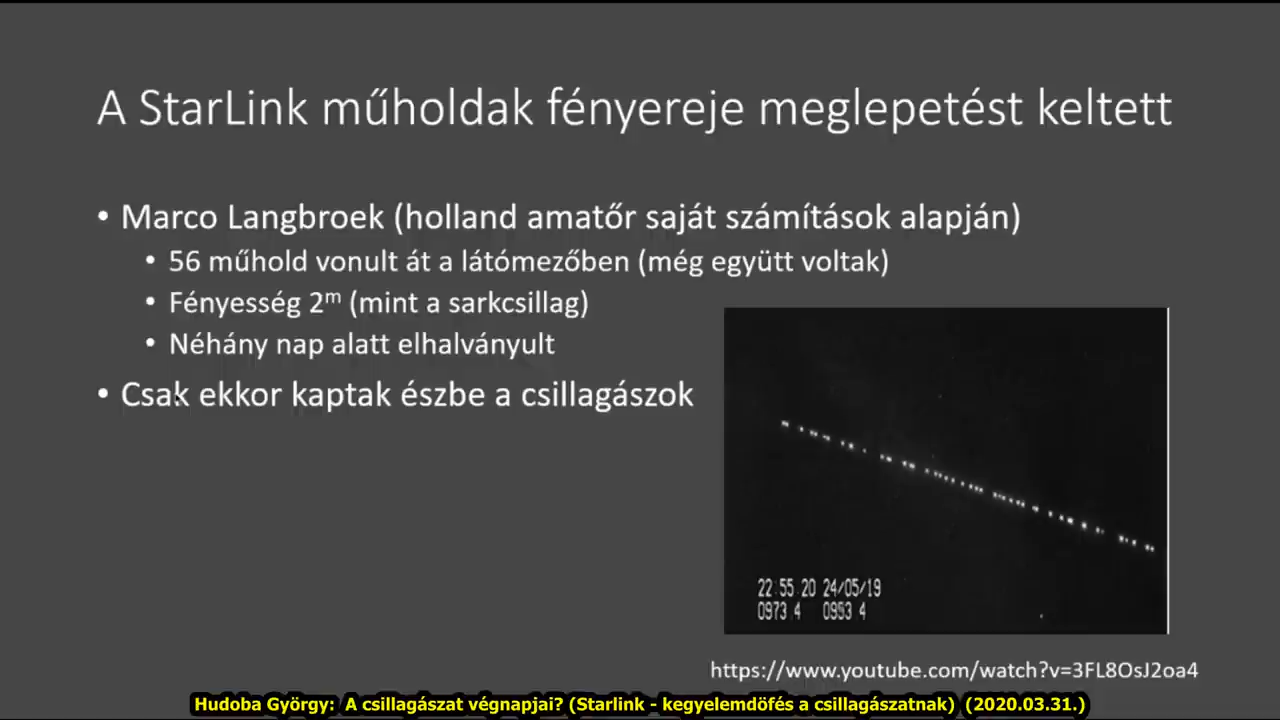 A StarLink műholdak fényereje meglepetést keltett
• Marco Langbroek (holland amatőr saját számítások alapján)
• 56 műhold vonult át a látómezőben (még együtt voltak)
• Fényesség 2ᵐ (mint a sarkcsillag)
• Néhány nap alatt elhalványult
• Csak ekkor kaptak észbe a csillagászok
22:55.20 24/05/19
0973 4 0953 4
https://www.youtube.com/watch?v=3FL8OsJ2oa4
Hudoba György: A csillagászat végnapjai? (Starlink - kegyelemdöfés a csillagászatnak) (2020.03.31.)